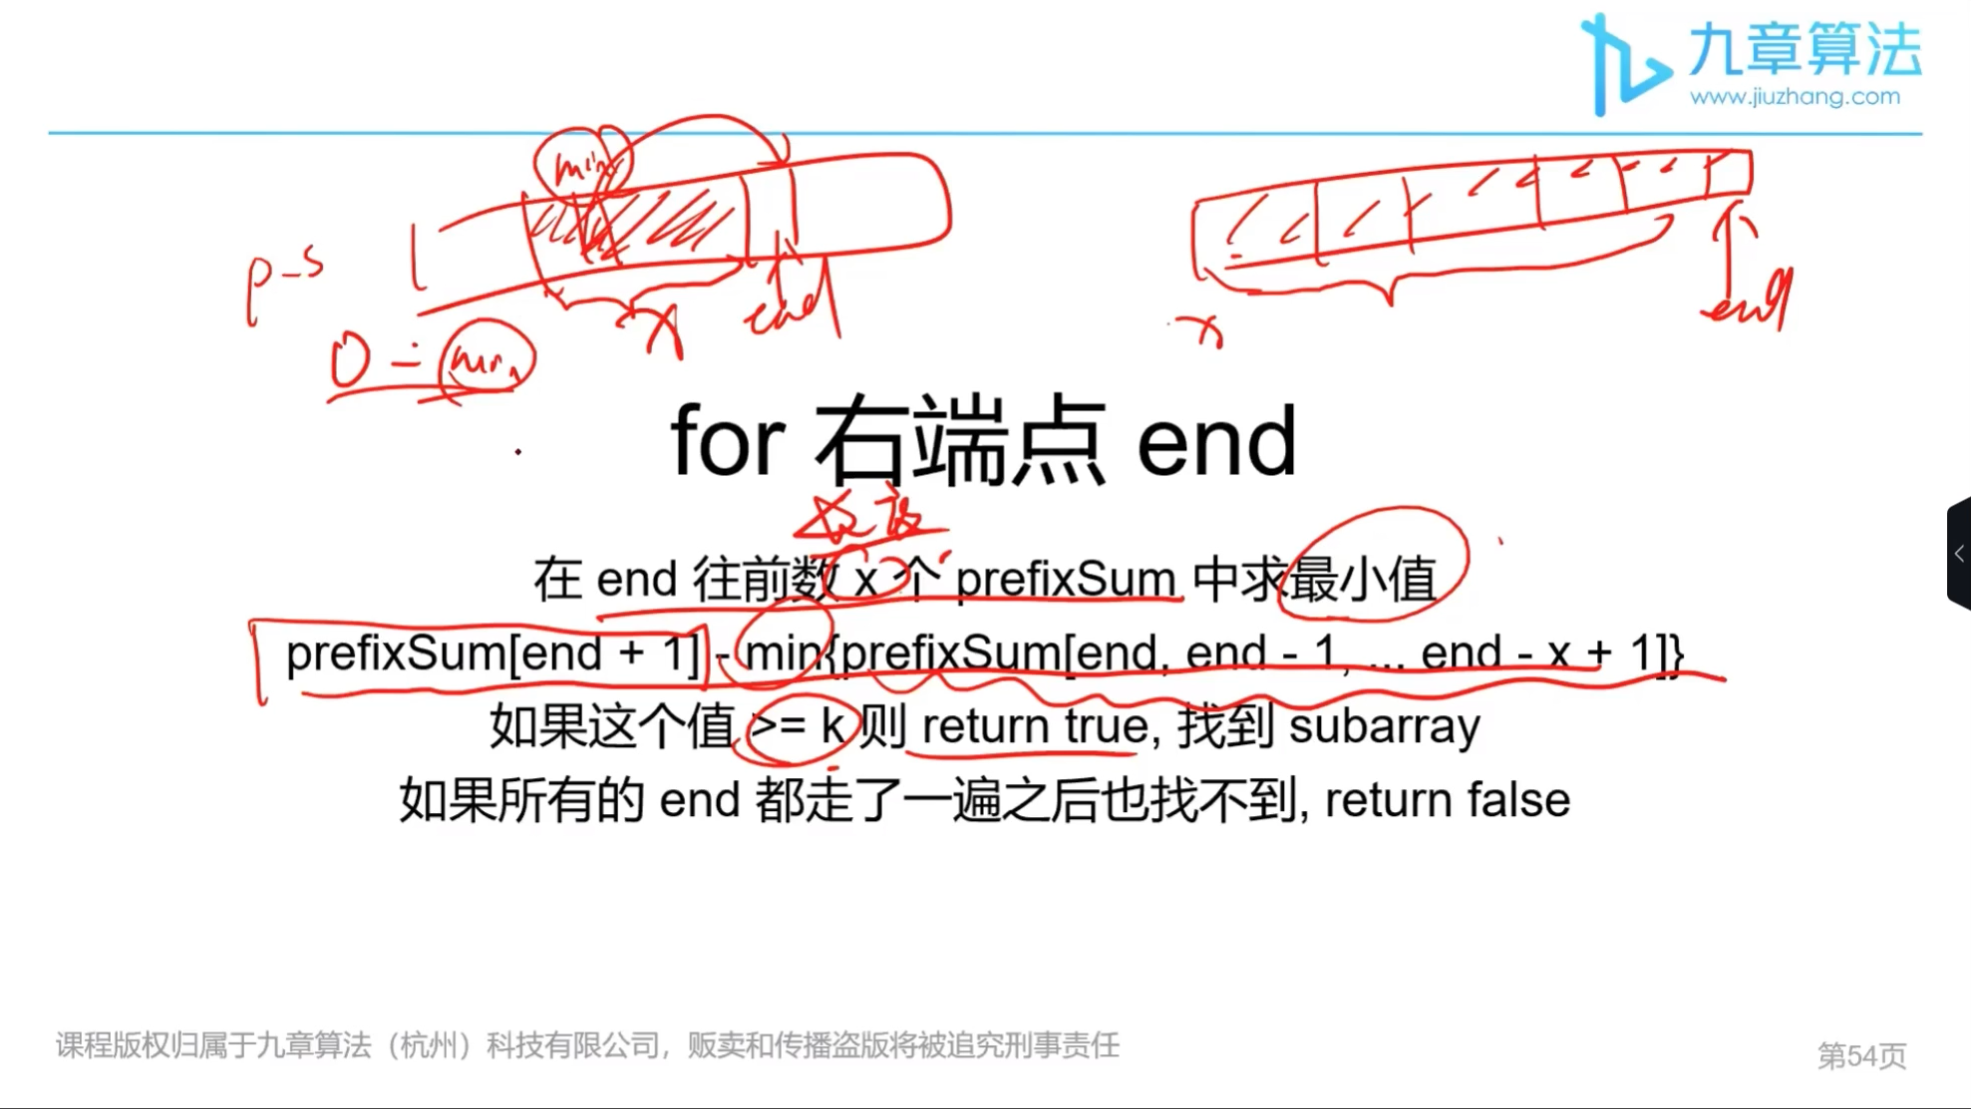 九章算法
www.jiuzhang.com
min
p-s
x
end
0 - min
x
end
for 右端点 end
长度
在 end 往前数 x 个 prefixSum 中求最小值
prefixSum[end + 1] - min{prefixSum[end, end - 1, ... end - x + 1]}
如果这个值 >= k 则 return true, 找到 subarray
如果所有的 end 都走了一遍之后也找不到, return false
课程版权归属于九章算法（杭州）科技有限公司，贩卖和传播盗版将被追究刑事责任
第54页